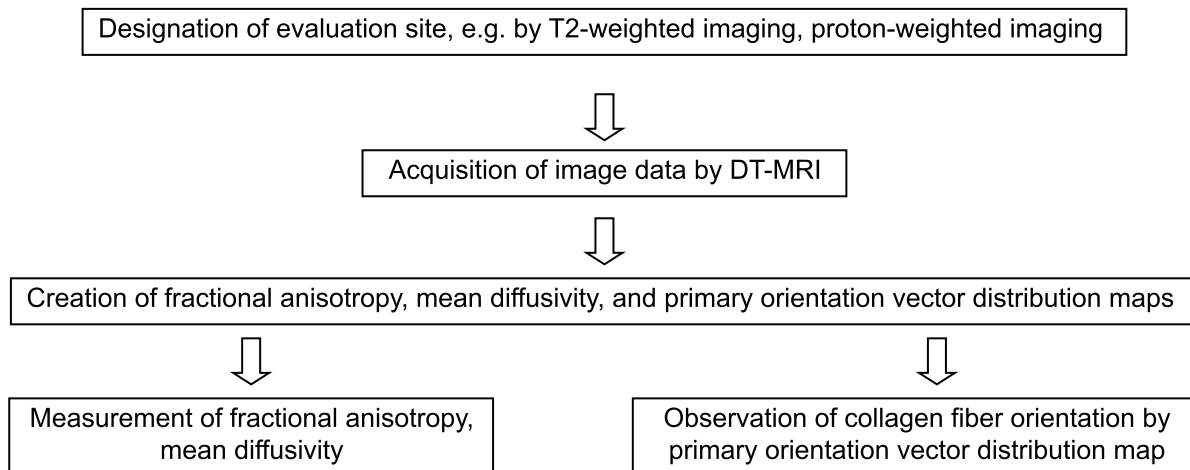 Designation of evaluation site, e.g. by T2-weighted imaging, proton-weighted imaging
Acquisition of image data by DT-MRI
Creation of fractional anisotropy, mean diffusivity, and primary orientation vector distribution maps
Measurement of fractional anisotropy,
mean diffusivity
Observation of collagen fiber orientation by
primary orientation vector distribution map